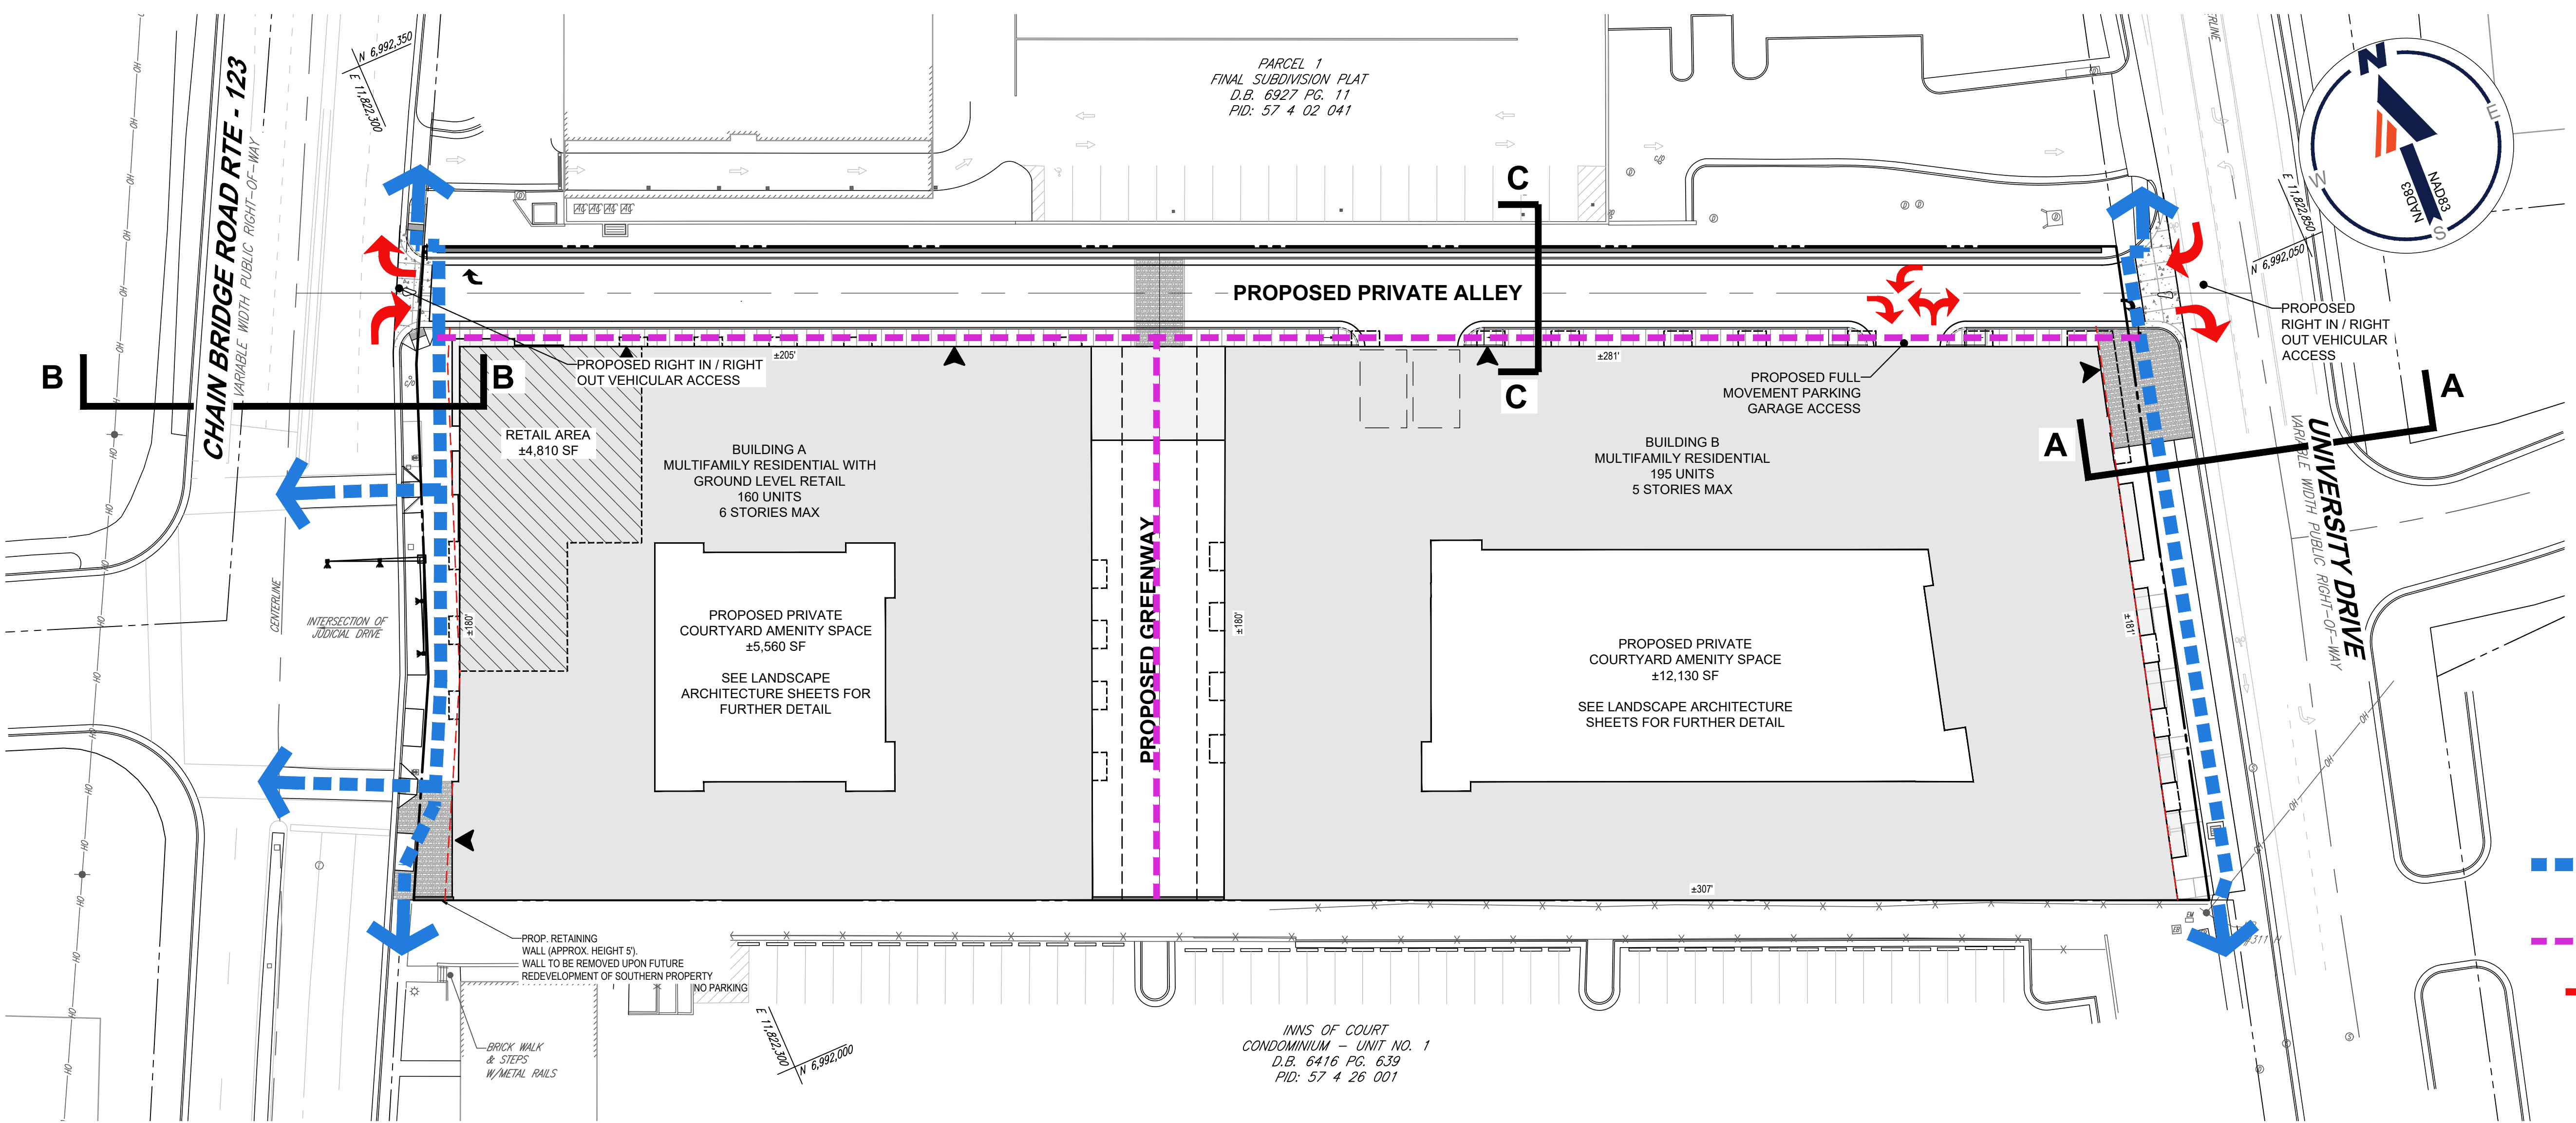 PARCEL 1
FINAL SUBDIVISION PLAT
D.B. 6927 PG. 11
PID: 57 4 02 041
N 6,992,350
E 11,822,300
CHAIN BRIDGE ROAD RTE - 123
VARIABLE WIDTH PUBLIC RIGHT-OF-WAY
N
E
S
W
NAD83
NAD83
E 11,822,850
N 6,992,050
AC AC AC AC
C
C
PROPOSED PRIVATE ALLEY
PROPOSED
RIGHT IN / RIGHT
OUT VEHICULAR
ACCESS
±205'
PROPOSED RIGHT IN / RIGHT
OUT VEHICULAR ACCESS
±281'
PROPOSED FULL
MOVEMENT PARKING
GARAGE ACCESS
B
B
A
A
RETAIL AREA
±4,810 SF
BUILDING A
MULTIFAMILY RESIDENTIAL WITH
GROUND LEVEL RETAIL
160 UNITS
6 STORIES MAX
BUILDING B
MULTIFAMILY RESIDENTIAL
195 UNITS
5 STORIES MAX
UNIVERSITY DRIVE
VARIABLE WIDTH PUBLIC RIGHT-OF-WAY
CENTERLINE
INTERSECTION OF
JUDICIAL DRIVE
±180'
PROPOSED PRIVATE
COURTYARD AMENITY SPACE
±5,560 SF
SEE LANDSCAPE
ARCHITECTURE SHEETS FOR
FURTHER DETAIL
PROPOSED GREENWAY
±180'
PROPOSED PRIVATE
COURTYARD AMENITY SPACE
±12,130 SF
SEE LANDSCAPE ARCHITECTURE
SHEETS FOR FURTHER DETAIL
±181'
±307'
PROP. RETAINING
WALL (APPROX. HEIGHT 5').
WALL TO BE REMOVED UPON FUTURE
REDEVELOPMENT OF SOUTHERN PROPERTY
NO PARKING
BRICK WALK
& STEPS
W/METAL RAILS
E 11,822,300
N 6,992,000
INNS OF COURT
CONDOMINIUM - UNIT NO. 1
D.B. 6416 PG. 639
PID: 57 4 26 001